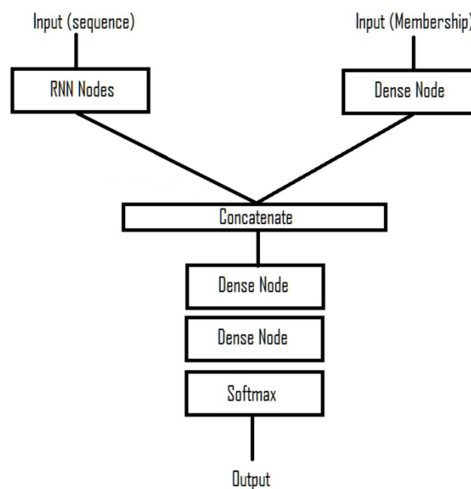 Input (sequence)
Input (Membership)
RNN Nodes
Dense Node
Concatenate
Dense Node
Dense Node
Softmax
Output